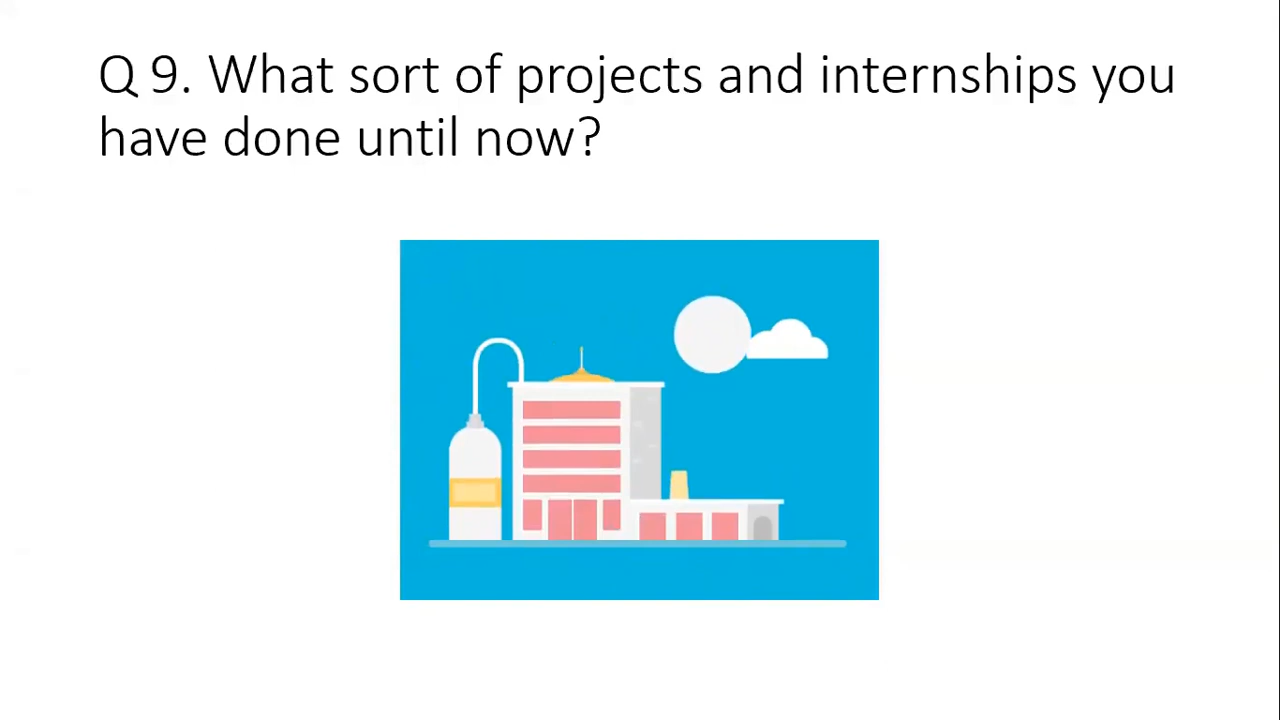 Q 9. What sort of projects and internships you
have done until now?